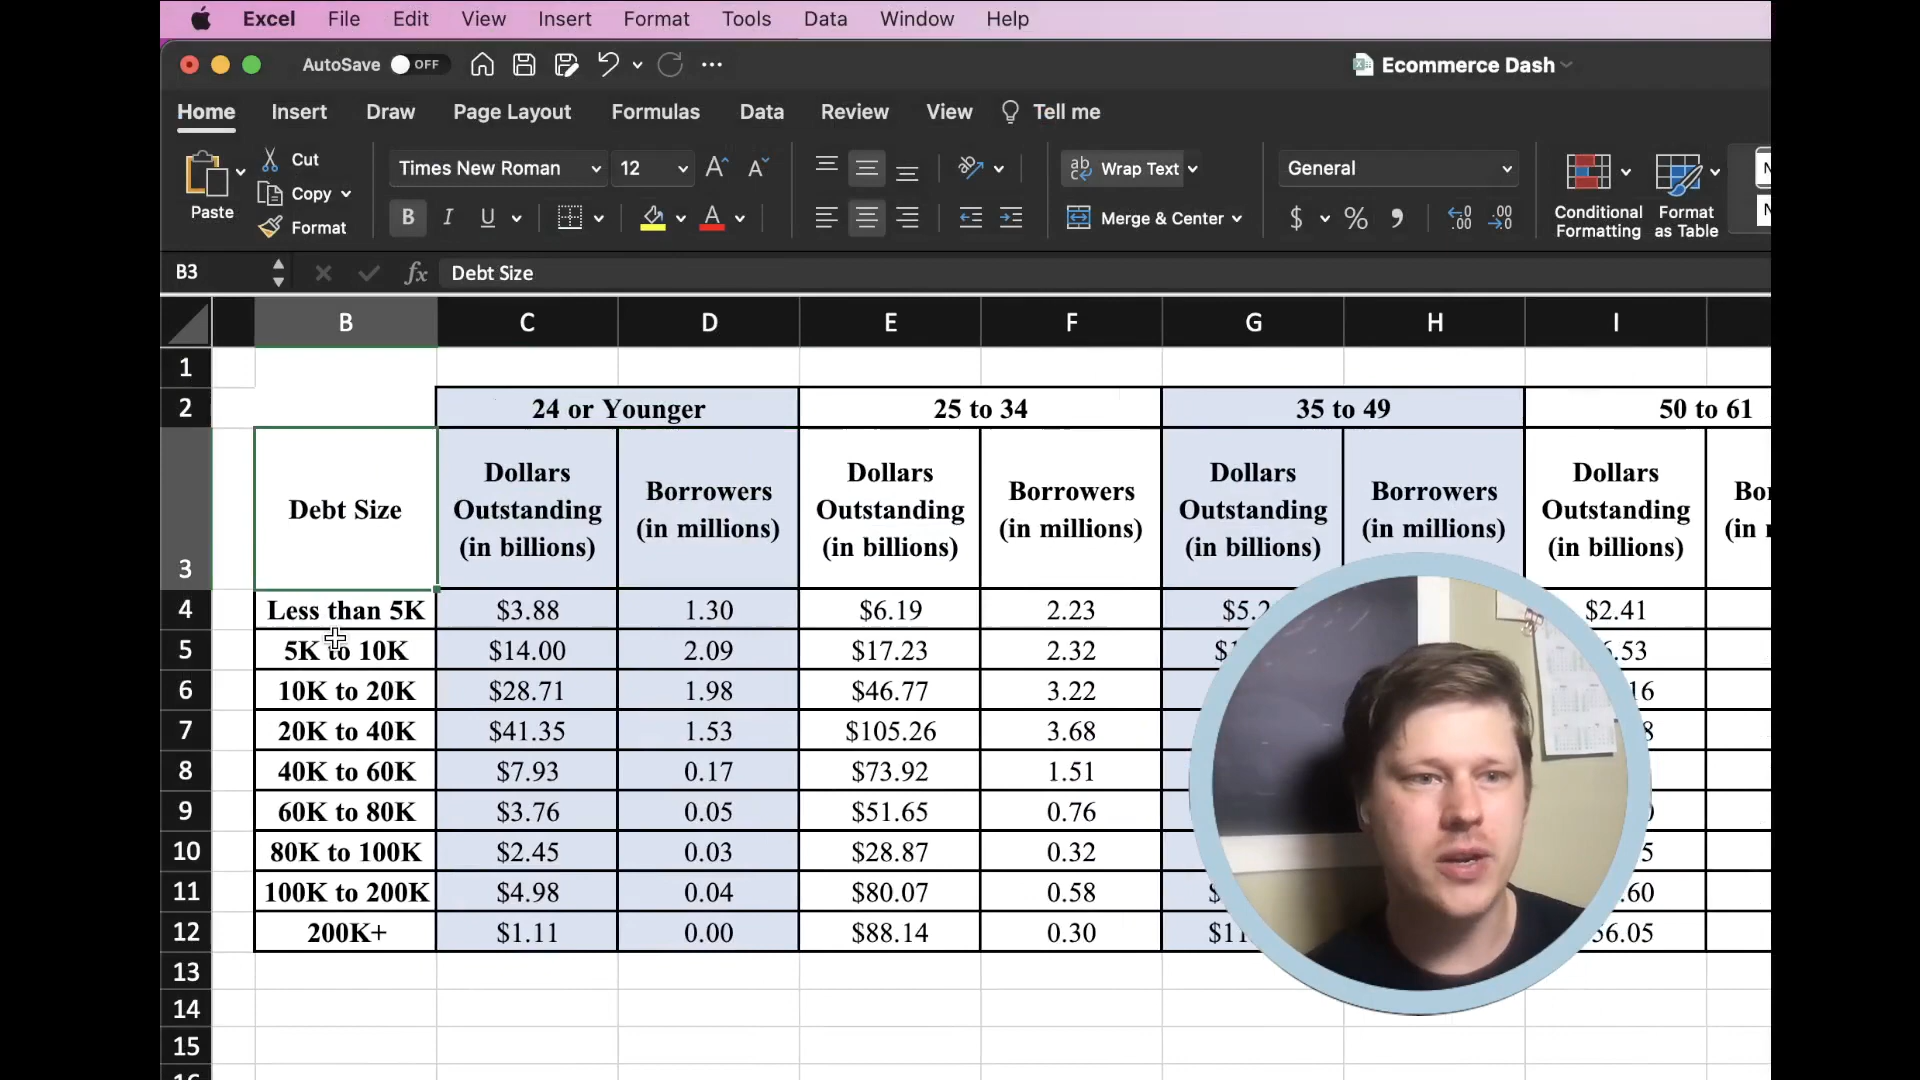 Excel File Edit View Insert Format Tools Data Window Help
AutoSave OFF Ecommerce Dash
Home Insert Draw Page Layout Formulas Data Review View Tell me
Cut
Copy
Format
Paste
Times New Roman 12
B I U
Wrap Text
Merge & Center
General
$ %
Conditional Formatting
Format as Table
B3 fx Debt Size
B C D E F G H I
1
2 24 or Younger 25 to 34 35 to 49 50 to 61
3 Debt Size
Dollars Outstanding (in billions)
Borrowers (in millions)
Dollars Outstanding (in billions)
Borrowers (in millions)
Dollars Outstanding (in billions)
Borrowers (in millions)
Dollars Outstanding (in billions)
4 Less than 5K $3.88 1.30 $6.19 2.23 $2.41
5 5K to 10K $14.00 2.09 $17.23 2.32
6 10K to 20K $28.71 1.98 $46.77 3.22
7 20K to 40K $41.35 1.53 $105.26 3.68
8 40K to 60K $7.93 0.17 $73.92 1.51
9 60K to 80K $3.76 0.05 $51.65 0.76
10 80K to 100K $2.45 0.03 $28.87 0.32
11 100K to 200K $4.98 0.04 $80.07 0.58
12 200K+ $1.11 0.00 $88.14 0.30
13
14
15